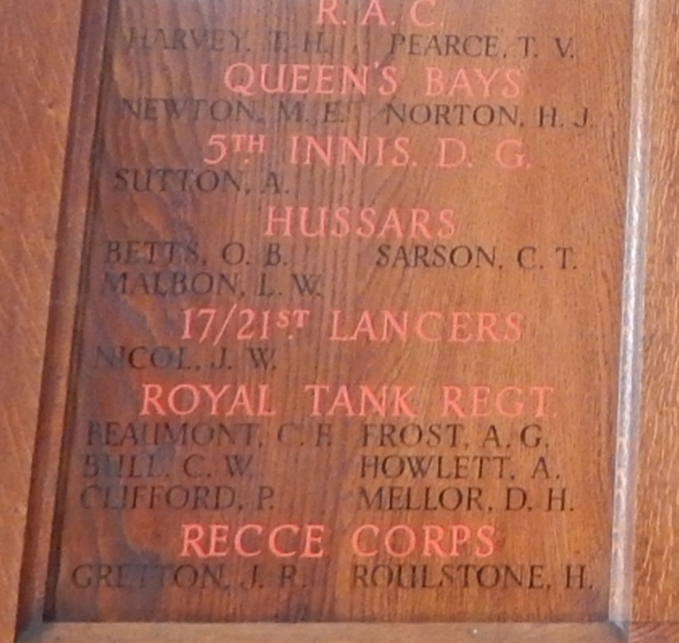 R. A. C.
HARVEY, T. H. PEARCE, T. V.
QUEEN'S BAYS
NEWTON, M. E. NORTON, H. J.
5TH INNIS. D. G.
SUTTON, A.
HUSSARS
BETTS, O. B. SARSON, C. T.
MALBON, L. W.
17/21ST LANCERS
NICOL, J. W.
ROYAL TANK REGT.
BEAUMONT, C. F. FROST, A. G.
BULL, C. W. HOWLETT, A.
CLIFFORD, P. MELLOR, D. H.
RECCE CORPS
GRETTON, J. R. ROULSTONE, H.